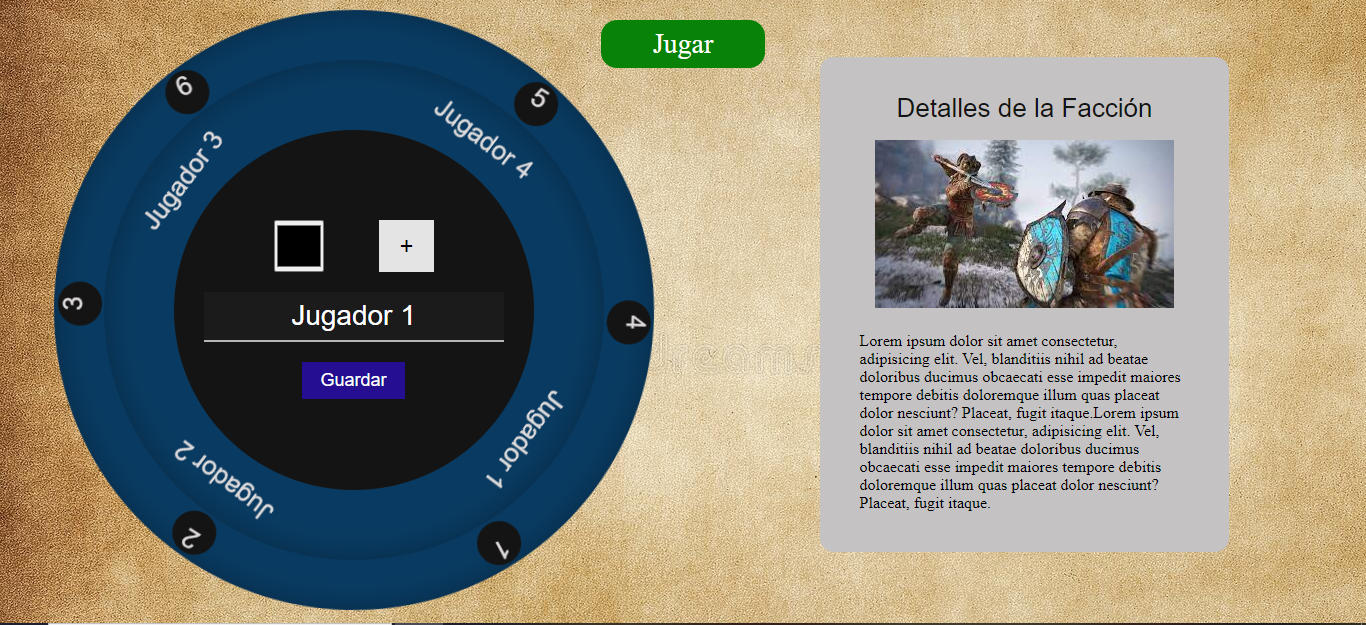 Jugar
6
5
Jugador 3
Jugador 4
3
4
+
Jugador 1
Guardar
Jugador 2
Jugador 1
2
1
Detalles de la Facción
Lorem ipsum dolor sit amet consectetur,
adipisicing elit. Vel, blanditiis nihil ad beatae
doloribus ducimus obcaecati esse impedit maiores
tempore debitis doloremque illum quas placeat
dolor nesciunt? Placeat, fugit itaque.Lorem ipsum
dolor sit amet consectetur, adipisicing elit. Vel,
blanditiis nihil ad beatae doloribus ducimus
obcaecati esse impedit maiores tempore debitis
doloremque illum quas placeat dolor nesciunt?
Placeat, fugit itaque.